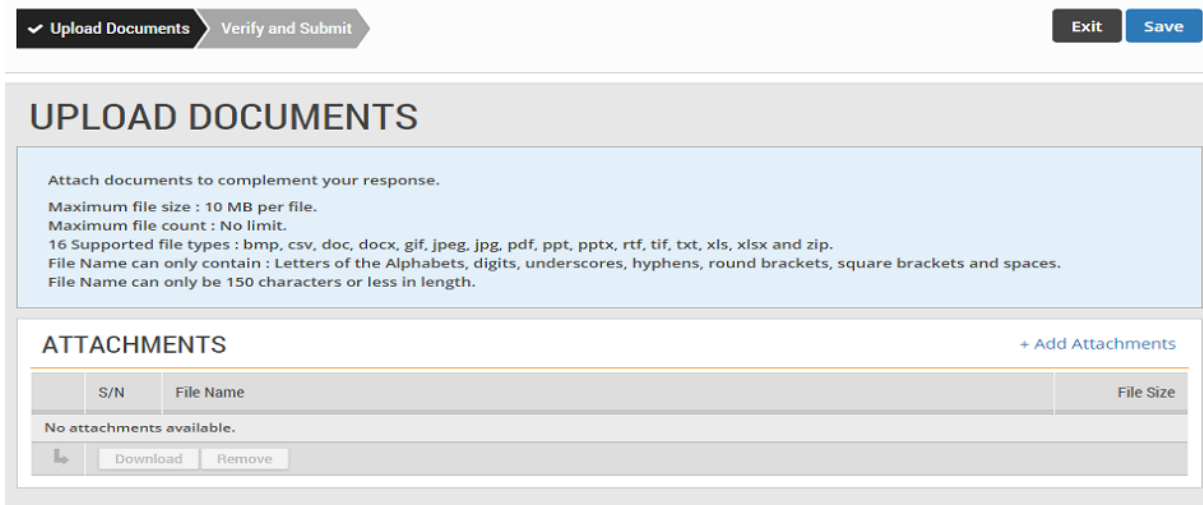 ✔ Upload Documents Verify and Submit Exit Save
UPLOAD DOCUMENTS
Attach documents to complement your response.
Maximum file size : 10 MB per file.
Maximum file count : No limit.
16 Supported file types : bmp, csv, doc, docx, gif, jpeg, jpg, pdf, ppt, pptx, rtf, tif, txt, xls, xlsx and zip.
File Name can only contain : Letters of the Alphabets, digits, underscores, hyphens, round brackets, square brackets and spaces.
File Name can only be 150 characters or less in length.
ATTACHMENTS + Add Attachments
S/N File Name File Size
No attachments available.
Download Remove